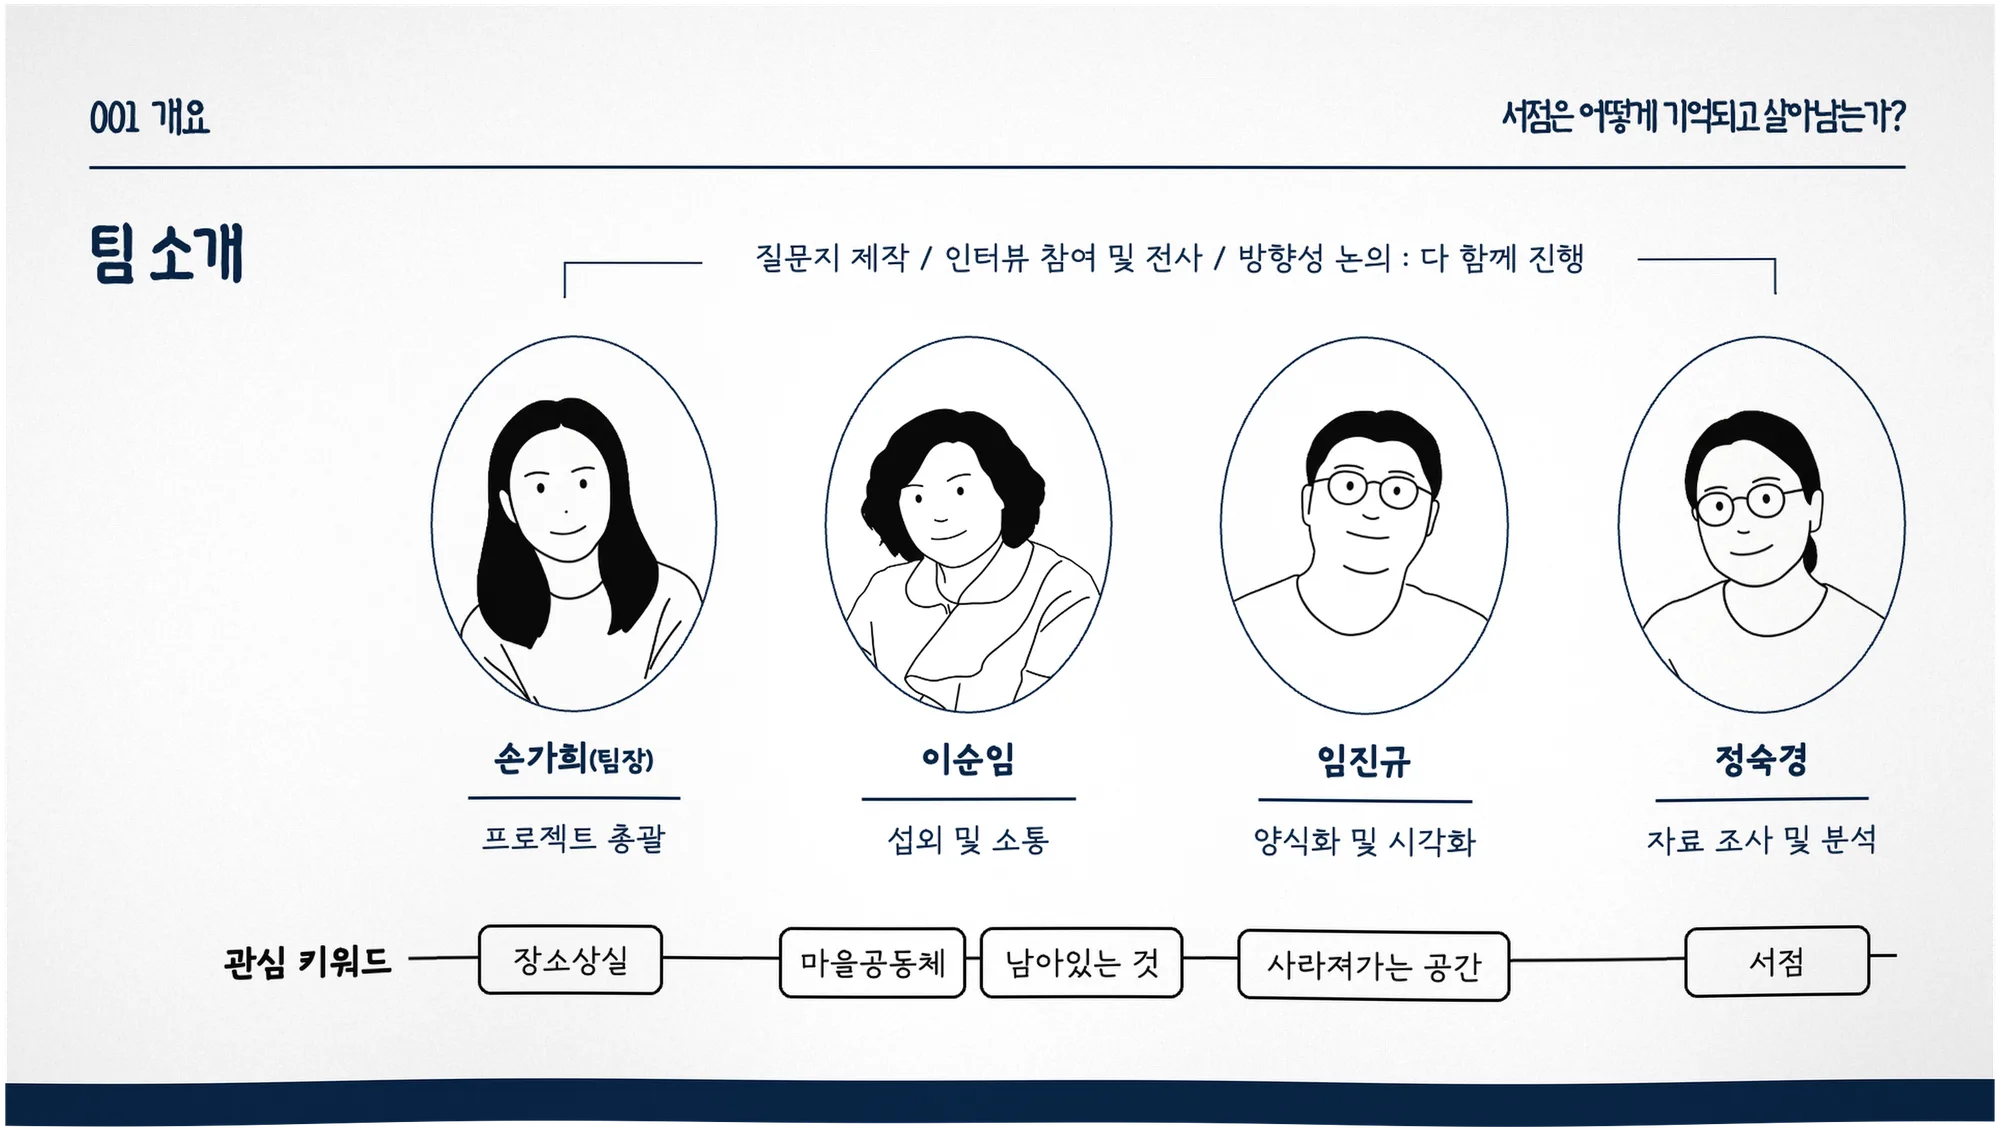 001 개요
서점은 어떻게 기억되고 살아남는가?
팀 소개
질문지 제작 / 인터뷰 참여 및 전사 / 방향성 논의 : 다 함께 진행
손가희(팀장)
이순임
임진규
정숙경
프로젝트 총괄
섭외 및 소통
양식화 및 시각화
자료 조사 및 분석
관심 키워드
장소상실
마을공동체
남아있는 것
사라져가는 공간
서점